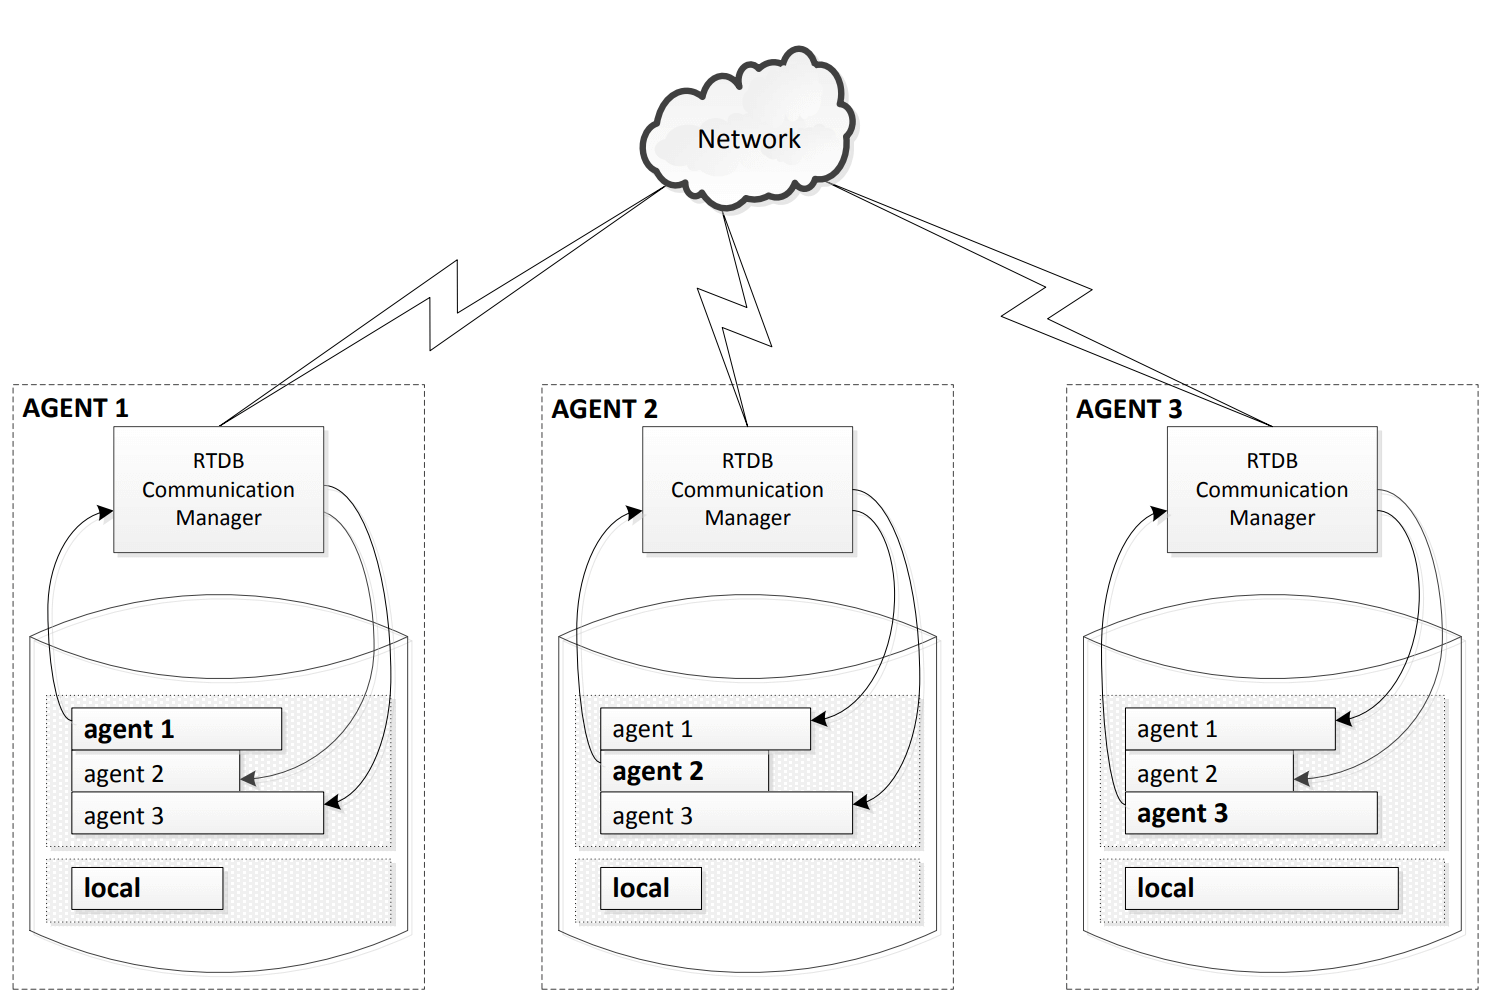 Network
AGENT 1
RTDB
Communication
Manager
agent 1
agent 2
agent 3
local
AGENT 2
RTDB
Communication
Manager
agent 1
agent 2
agent 3
local
AGENT 3
RTDB
Communication
Manager
agent 1
agent 2
agent 3
local